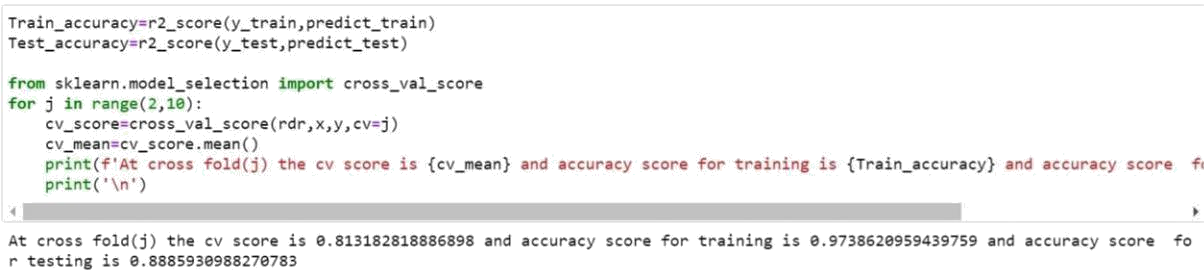 Train_accuracy=r2_score(y_train,predict_train)
Test_accuracy=r2_score(y_test,predict_test)
from sklearn.model_selection import cross_val_score
for j in range(2,10):
    cv_score=cross_val_score(rdr,x,y,cv=j)
    cv_mean=cv_score.mean()
    print(f'At cross fold(j) the cv score is {cv_mean} and accuracy score for training is {Train_accuracy} and accuracy score  fo
    print('\n')
At cross fold(j) the cv score is 0.813182818886898 and accuracy score for training is 0.9738620959439759 and accuracy score  fo
r testing is 0.8885930988270783